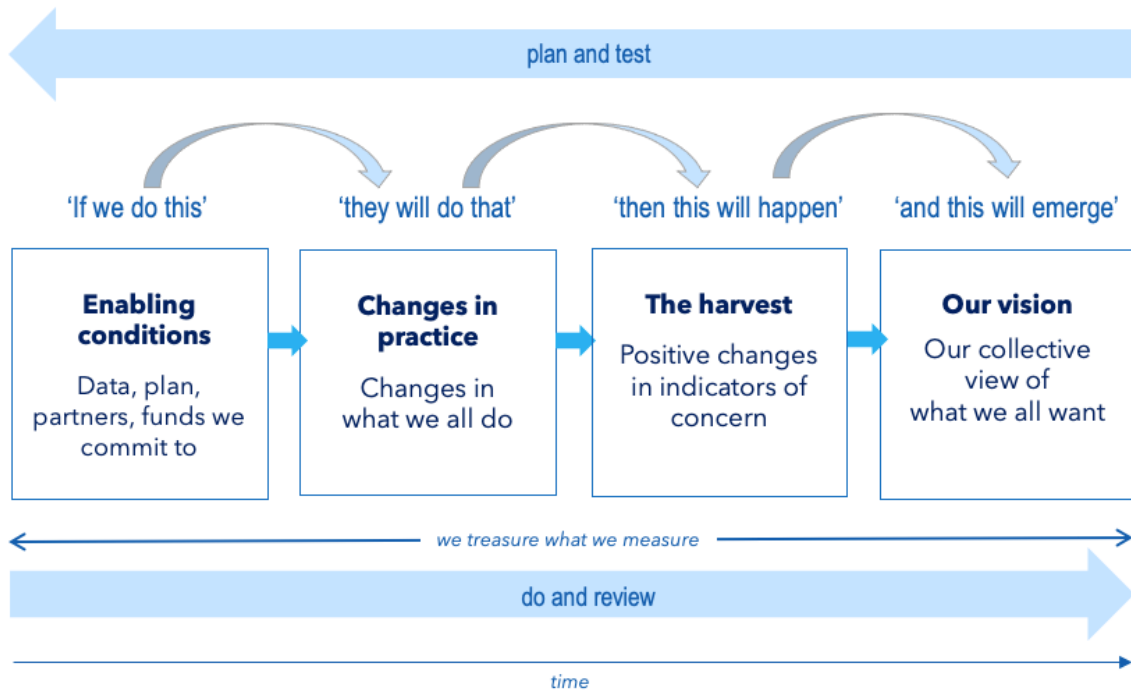 plan and test
‘If we do this’
‘they will do that’
‘then this will happen’
‘and this will emerge’
Enabling
conditions
Data, plan,
partners, funds we
commit to
Changes in
practice
Changes in
what we all do
The harvest
Positive changes
in indicators of
concern
Our vision
Our collective
view of
what we all want
we treasure what we measure
do and review
time